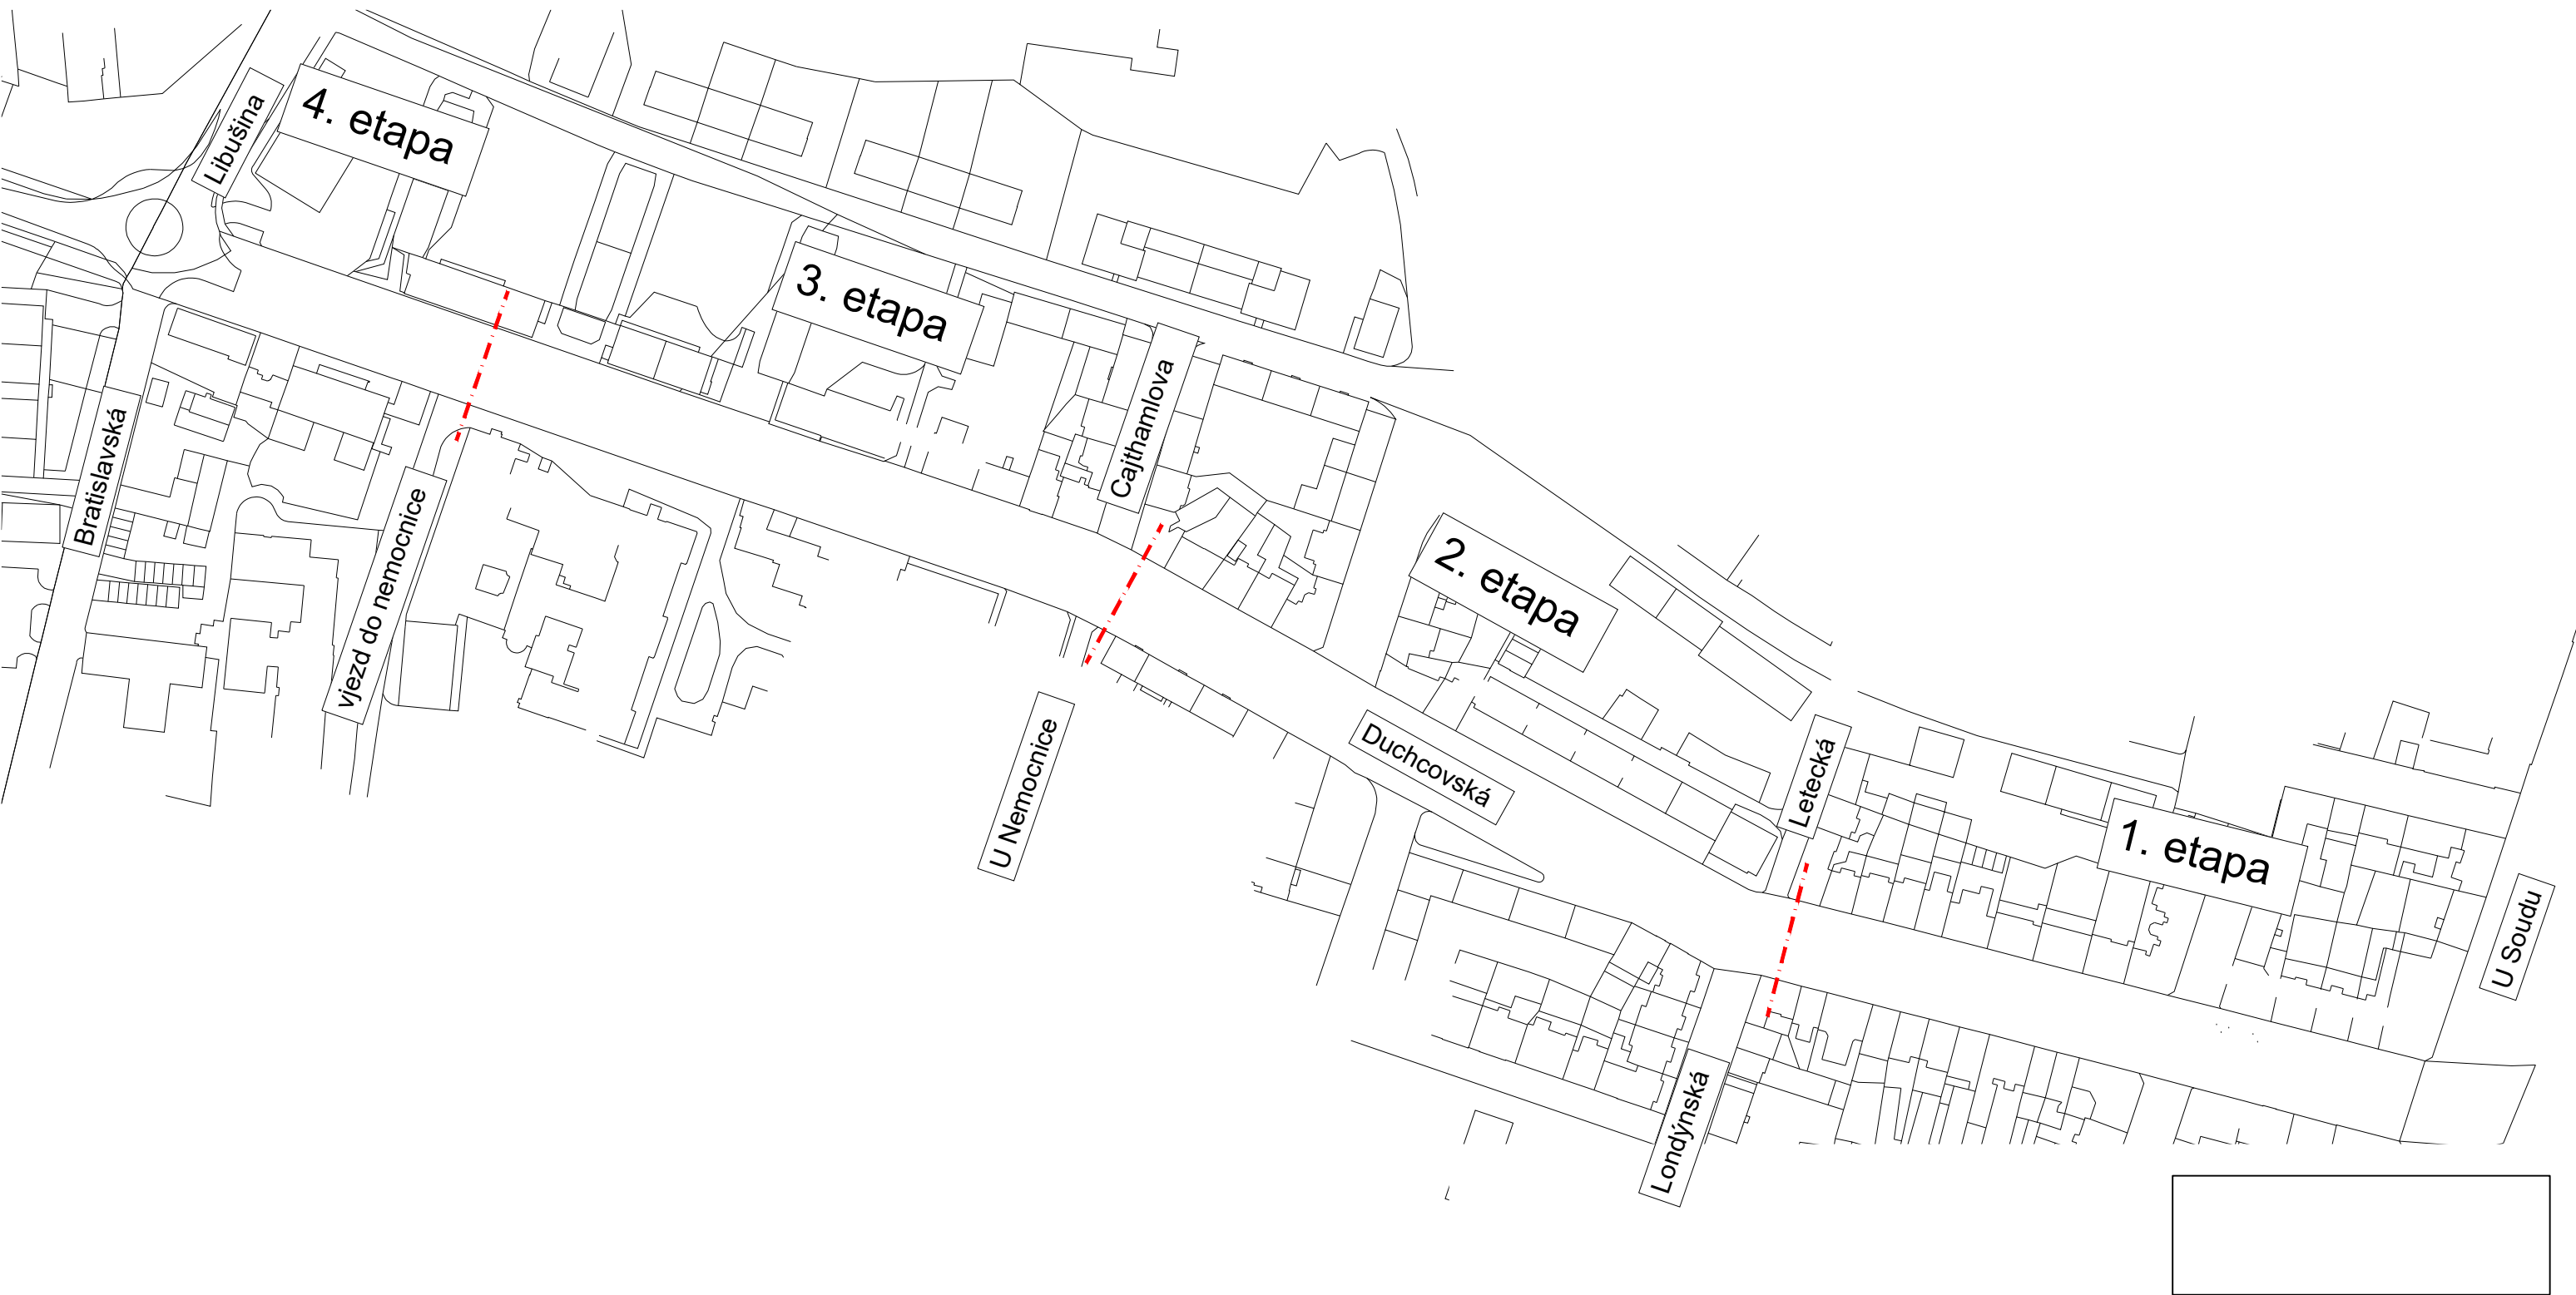 Libušina
4. etapa
3. etapa
Cajthamlova
Bratislavská
vjezd do nemocnice
2. etapa
U Nemocnice
Duchcovská
Letecká
1. etapa
U Soudu
Londýnská